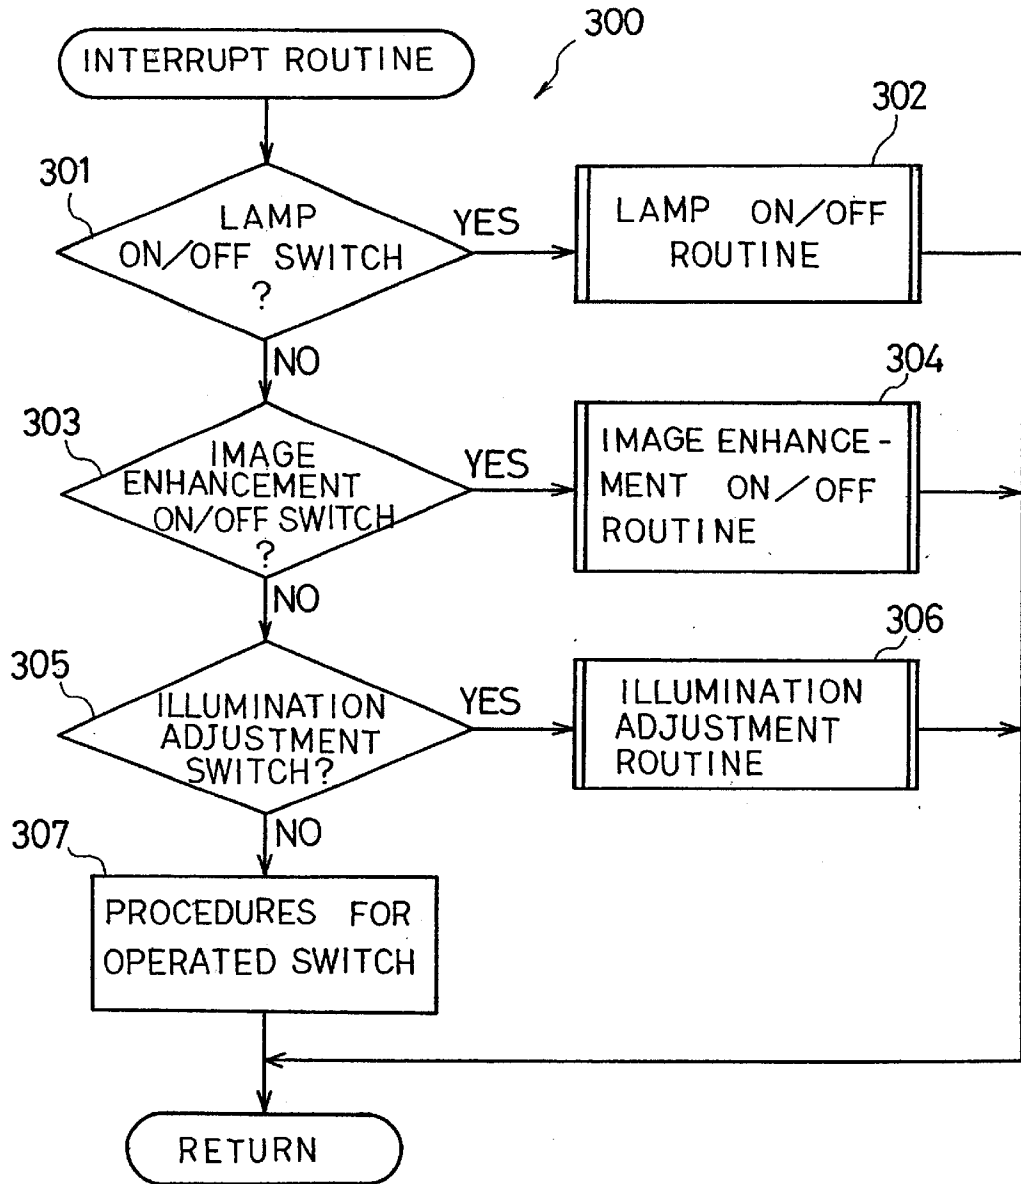 300
INTERRUPT ROUTINE
301
LAMP
ON/OFF SWITCH
?
YES
302
LAMP ON/OFF
ROUTINE
NO
303
IMAGE
ENHANCEMENT
ON/OFF SWITCH
?
YES
304
IMAGE ENHANCE-
MENT ON/OFF
ROUTINE
NO
305
ILLUMINATION
ADJUSTMENT
SWITCH?
YES
306
ILLUMINATION
ADJUSTMENT
ROUTINE
NO
307
PROCEDURES FOR
OPERATED SWITCH
RETURN